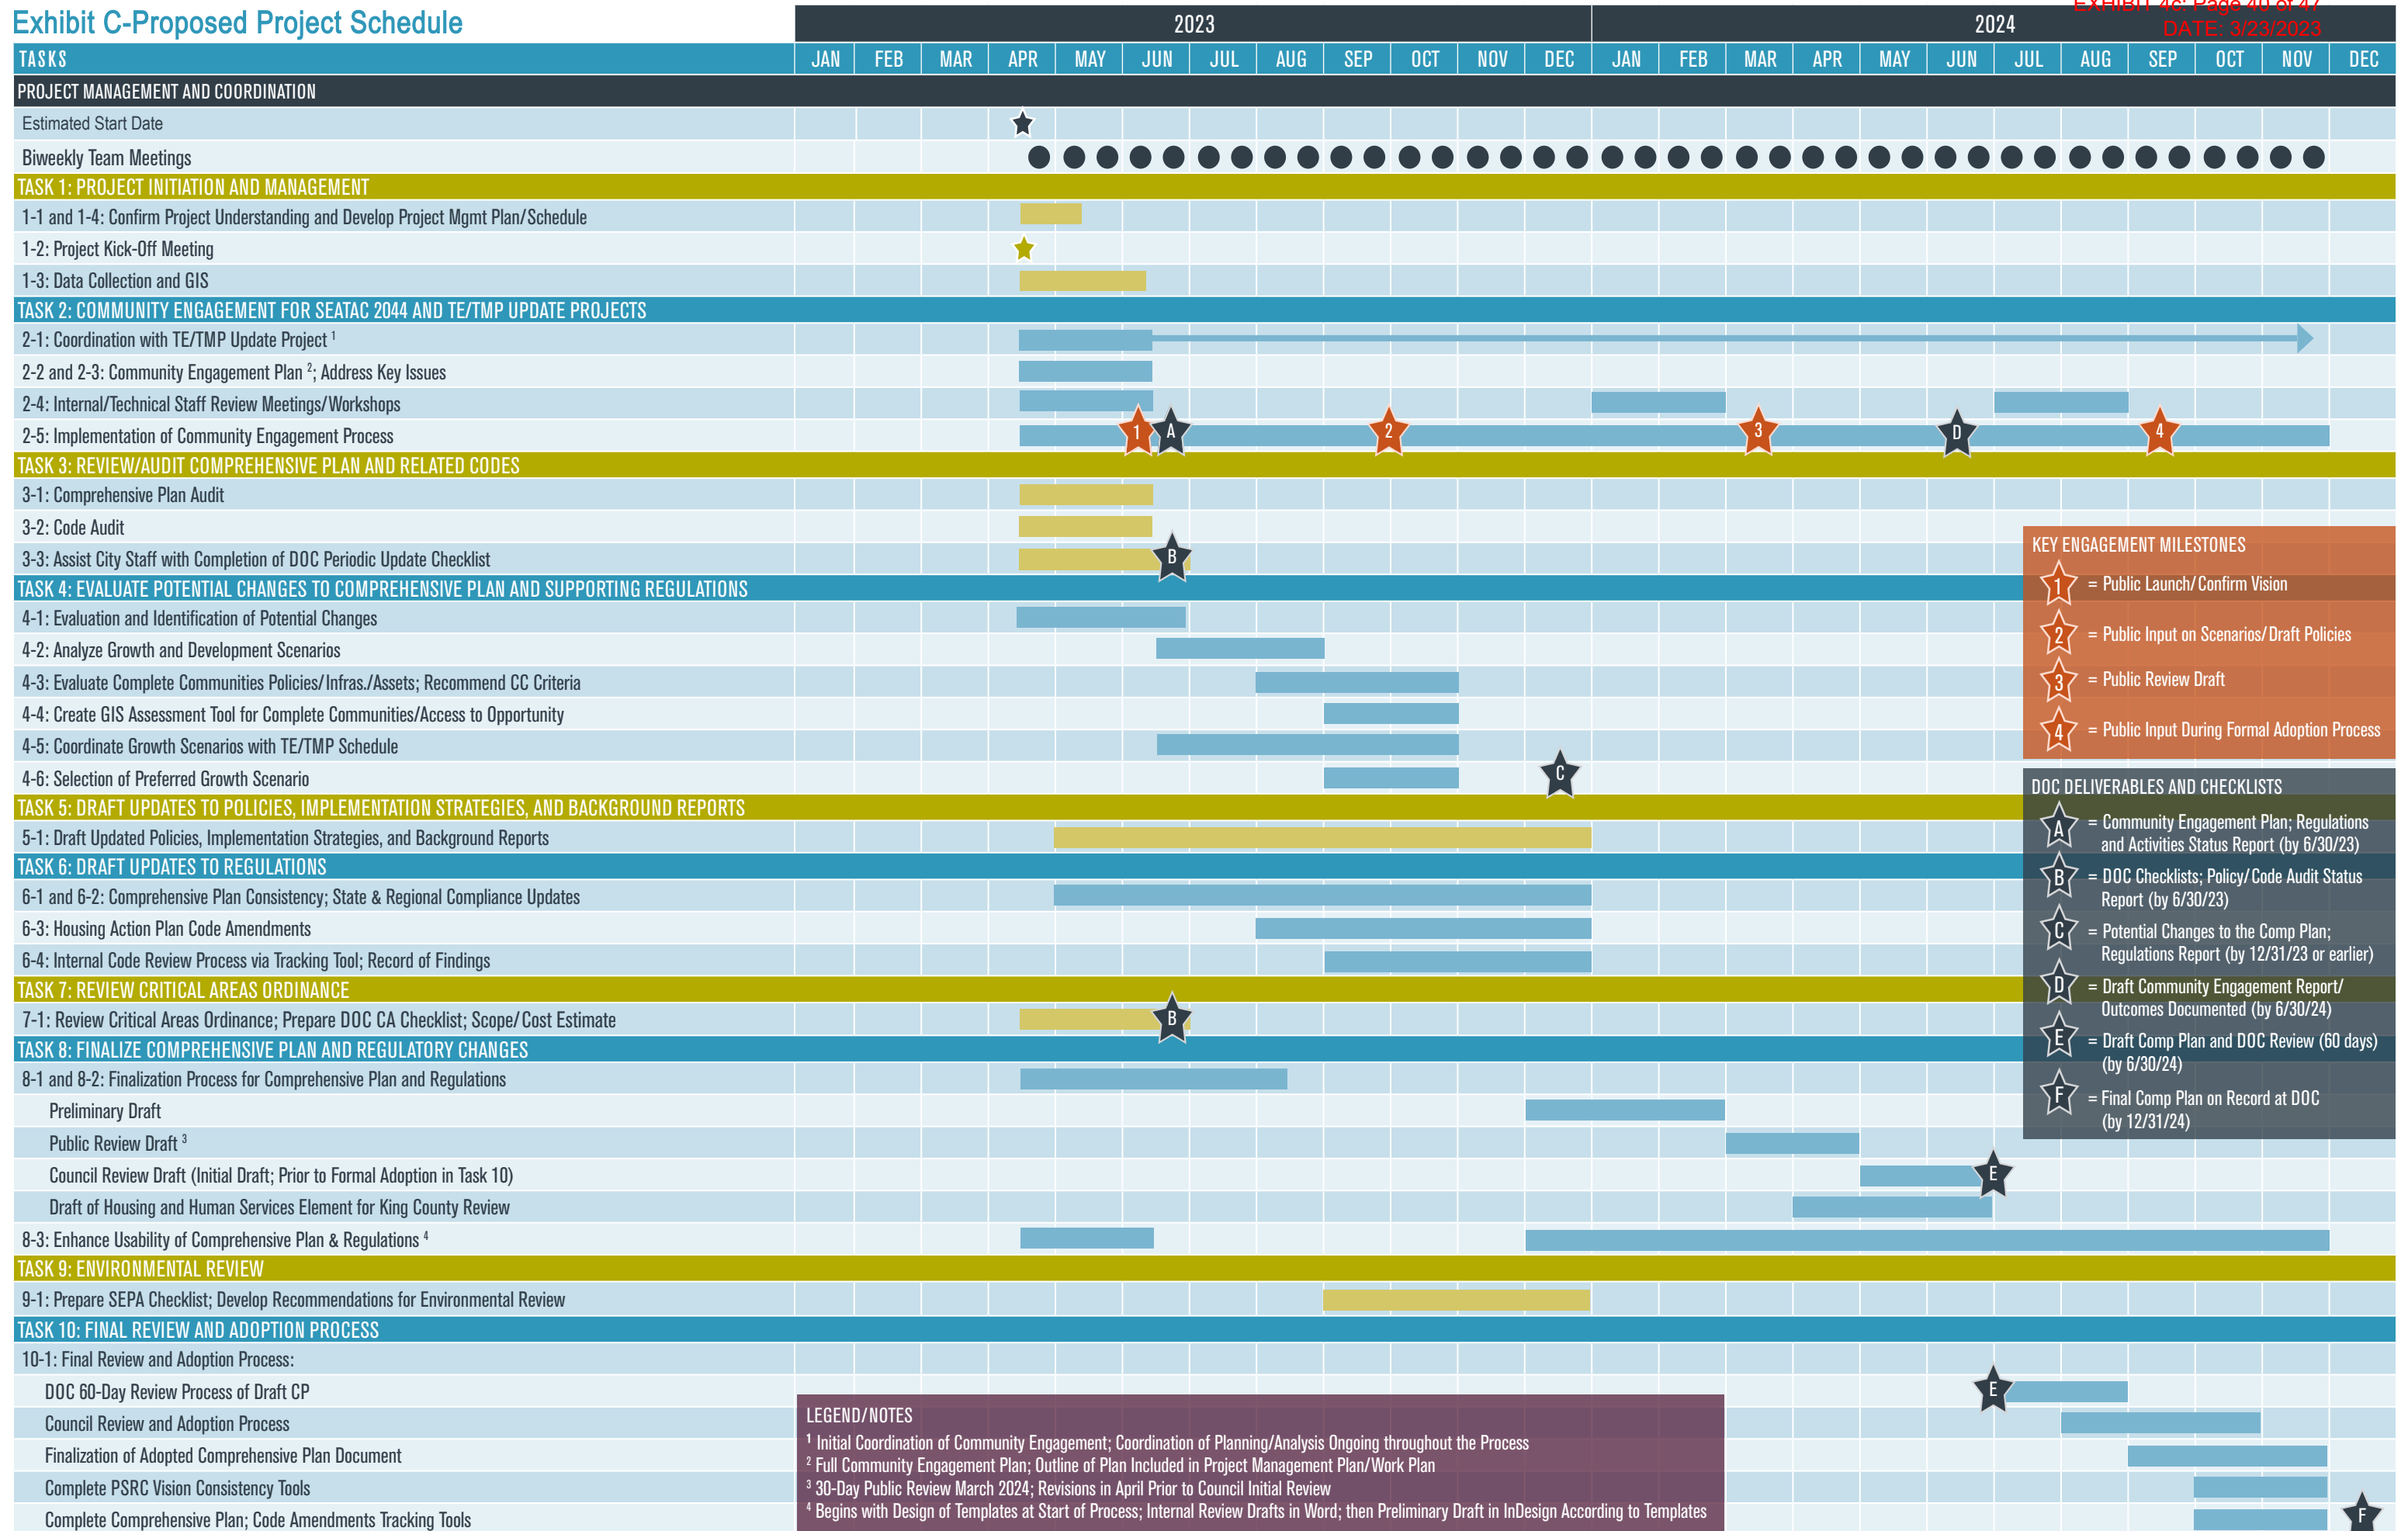 Exhibit C-Proposed Project Schedule
EXHIBIT 4c: Page 40 of 47
DATE: 3/23/2023
2023 2024
TASKS JAN FEB MAR APR MAY JUN JUL AUG SEP OCT NOV DEC JAN FEB MAR APR MAY JUN JUL AUG SEP OCT NOV DEC
PROJECT MANAGEMENT AND COORDINATION
Estimated Start Date
Biweekly Team Meetings
TASK 1: PROJECT INITIATION AND MANAGEMENT
1-1 and 1-4: Confirm Project Understanding and Develop Project Mgmt Plan/Schedule
1-2: Project Kick-Off Meeting
1-3: Data Collection and GIS
TASK 2: COMMUNITY ENGAGEMENT FOR SEATAC 2044 AND TE/TMP UPDATE PROJECTS
2-1: Coordination with TE/TMP Update Project 1
2-2 and 2-3: Community Engagement Plan 2; Address Key Issues
2-4: Internal/Technical Staff Review Meetings/Workshops
2-5: Implementation of Community Engagement Process
1 A 2 3 D 4
TASK 3: REVIEW/AUDIT COMPREHENSIVE PLAN AND RELATED CODES
3-1: Comprehensive Plan Audit
3-2: Code Audit
3-3: Assist City Staff with Completion of DOC Periodic Update Checklist
B
TASK 4: EVALUATE POTENTIAL CHANGES TO COMPREHENSIVE PLAN AND SUPPORTING REGULATIONS
4-1: Evaluation and Identification of Potential Changes
4-2: Analyze Growth and Development Scenarios
4-3: Evaluate Complete Communities Policies/Infras./Assets; Recommend CC Criteria
4-4: Create GIS Assessment Tool for Complete Communities/Access to Opportunity
4-5: Coordinate Growth Scenarios with TE/TMP Schedule
4-6: Selection of Preferred Growth Scenario
C
TASK 5: DRAFT UPDATES TO POLICIES, IMPLEMENTATION STRATEGIES, AND BACKGROUND REPORTS
5-1: Draft Updated Policies, Implementation Strategies, and Background Reports
TASK 6: DRAFT UPDATES TO REGULATIONS
6-1 and 6-2: Comprehensive Plan Consistency; State & Regional Compliance Updates
6-3: Housing Action Plan Code Amendments
6-4: Internal Code Review Process via Tracking Tool; Record of Findings
TASK 7: REVIEW CRITICAL AREAS ORDINANCE
7-1: Review Critical Areas Ordinance; Prepare DOC CA Checklist; Scope/Cost Estimate
B
TASK 8: FINALIZE COMPREHENSIVE PLAN AND REGULATORY CHANGES
8-1 and 8-2: Finalization Process for Comprehensive Plan and Regulations
Preliminary Draft
Public Review Draft 3
Council Review Draft (Initial Draft; Prior to Formal Adoption in Task 10)
E
Draft of Housing and Human Services Element for King County Review
8-3: Enhance Usability of Comprehensive Plan & Regulations 4
TASK 9: ENVIRONMENTAL REVIEW
9-1: Prepare SEPA Checklist; Develop Recommendations for Environmental Review
TASK 10: FINAL REVIEW AND ADOPTION PROCESS
10-1: Final Review and Adoption Process:
DOC 60-Day Review Process of Draft CP
E
Council Review and Adoption Process
Finalization of Adopted Comprehensive Plan Document
Complete PSRC Vision Consistency Tools
Complete Comprehensive Plan; Code Amendments Tracking Tools
F
KEY ENGAGEMENT MILESTONES
1 = Public Launch/Confirm Vision
2 = Public Input on Scenarios/Draft Policies
3 = Public Review Draft
4 = Public Input During Formal Adoption Process
DOC DELIVERABLES AND CHECKLISTS
A = Community Engagement Plan; Regulations
and Activities Status Report (by 6/30/23)
B = DOC Checklists; Policy/Code Audit Status
Report (by 6/30/23)
C = Potential Changes to the Comp Plan;
Regulations Report (by 12/31/23 or earlier)
D = Draft Community Engagement Report/
Outcomes Documented (by 6/30/24)
E = Draft Comp Plan and DOC Review (60 days)
(by 6/30/24)
F = Final Comp Plan on Record at DOC
(by 12/31/24)
LEGEND/NOTES
1 Initial Coordination of Community Engagement; Coordination of Planning/Analysis Ongoing throughout the Process
2 Full Community Engagement Plan; Outline of Plan Included in Project Management Plan/Work Plan
3 30-Day Public Review March 2024; Revisions in April Prior to Council Initial Review
4 Begins with Design of Templates at Start of Process; Internal Review Drafts in Word; then Preliminary Draft in InDesign According to Templates